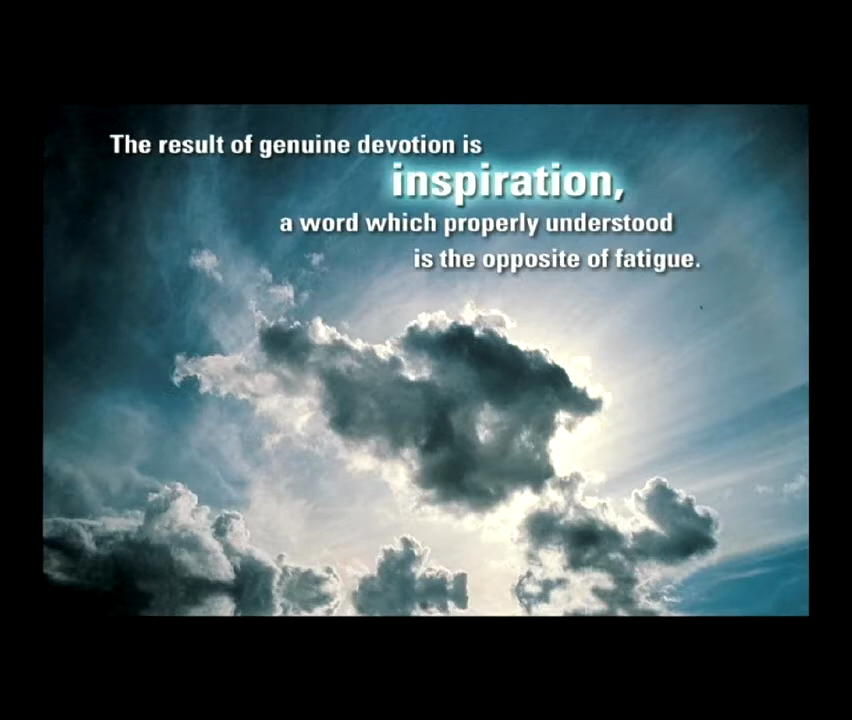 The result of genuine devotion is
inspiration,
a word which properly understood
is the opposite of fatigue.